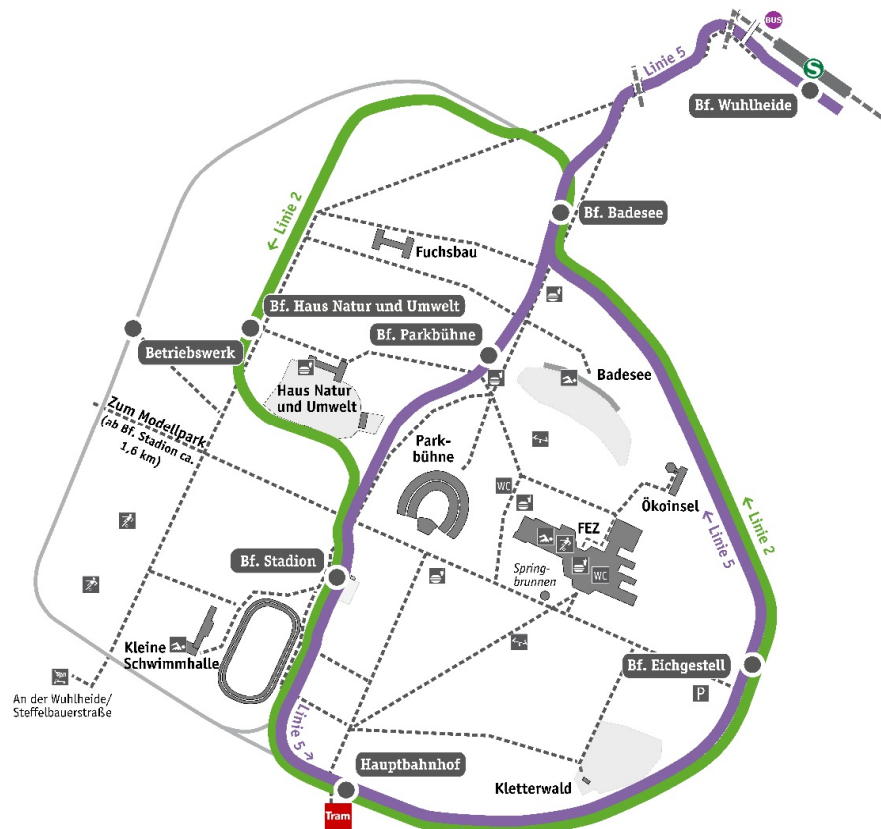 BUS
Linie 5
S
Bf. Wuhlheide
← Linie 2
Bf. Badesee
Fuchsbau
Bf. Haus Natur und Umwelt
Bf. Parkbühne
Betriebswerk
Haus Natur
und Umwelt
Badesee
Zum Modellpark
(ab Bf. Stadion ca.
1,6 km)
Park-
bühne
WC
Ökoinsel
FEZ
← Linie 2
← Linie 5
Bf. Stadion
Spring-
brunnen
WC
Kleine
Schwimmhalle
Bf. Eichgestell
P
An der Wuhlheide/
Steffelbauerstraße
Linie 5 →
Hauptbahnhof
Kletterwald
Tram